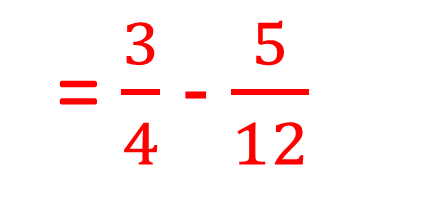 = 3/4 - 5/12